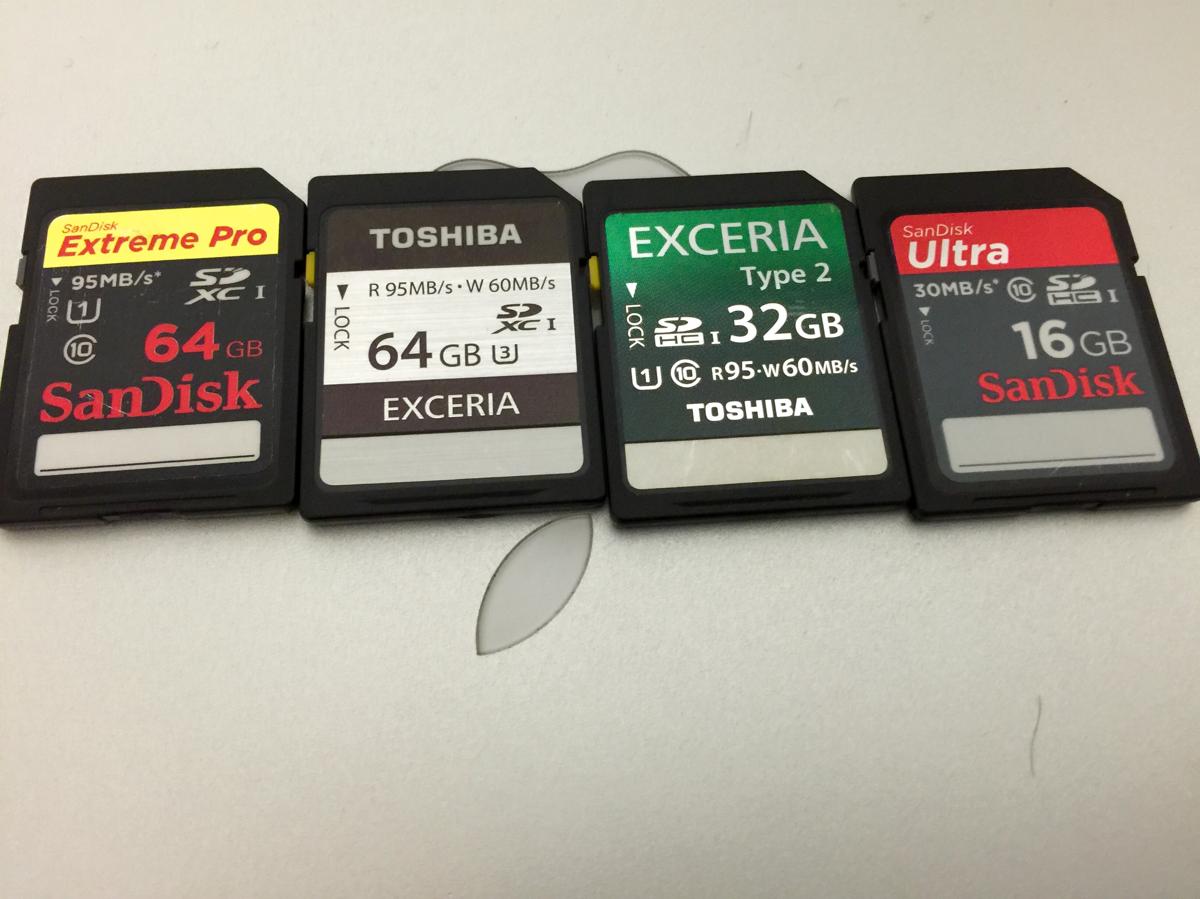 SanDisk
Extreme Pro
95MB/s*
SD XC I
LOCK
1
10
64 GB
SanDisk
TOSHIBA
R 95MB/s · W 60MB/s
LOCK
SD XC I
64 GB 3
EXCERIA
EXCERIA
Type 2
LOCK
SD HC I 32GB
1 10 R95·W60MB/s
TOSHIBA
SanDisk
Ultra
30MB/s* 10 SD HC I
LOCK
16 GB
SanDisk